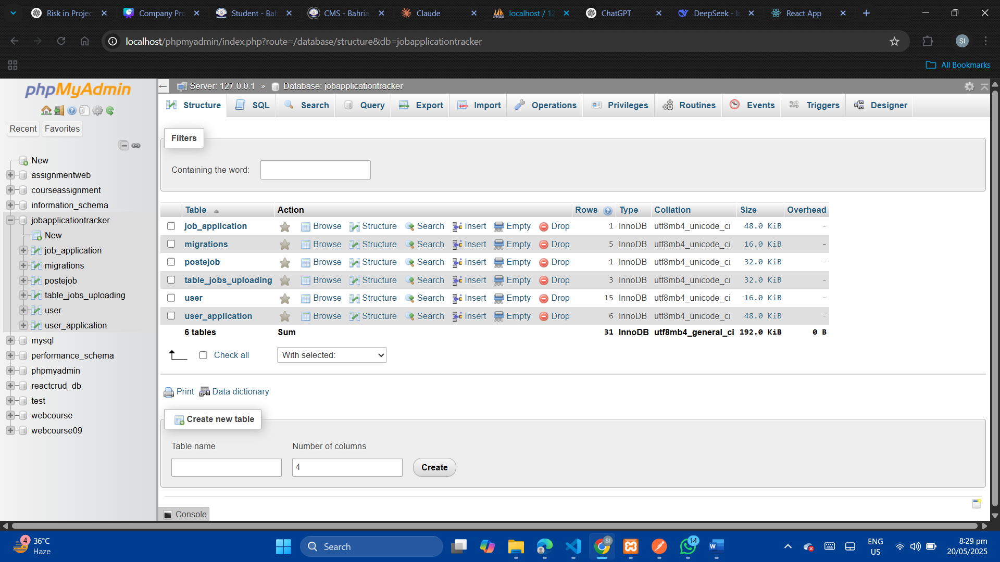 Risk in Projec
Company Pro
Student - Bah
CMS - Bahria
Claude
localhost / 12
ChatGPT
DeepSeek - In
React App
localhost/phpmyadmin/index.php?route=/database/structure&db=jobapplicationtracker
SI
All Bookmarks
phpMyAdmin
Recent
Favorites
New
assignmentweb
courseassignment
information_schema
jobapplicationtracker
New
job_application
migrations
postejob
table_jobs_uploading
user
user_application
mysql
performance_schema
phpmyadmin
reactcrud_db
test
webcourse
webcourse09
Server: 127.0.0.1 » Database: jobapplicationtracker
Structure SQL Search Query Export Import Operations Privileges Routines Events Triggers Designer
Filters
Containing the word:
Table Action Rows Type Collation Size Overhead
job_application Browse Structure Search Insert Empty Drop 1 InnoDB utf8mb4_unicode_ci 48.0 KiB -
migrations Browse Structure Search Insert Empty Drop 5 InnoDB utf8mb4_unicode_ci 16.0 KiB -
postejob Browse Structure Search Insert Empty Drop 1 InnoDB utf8mb4_unicode_ci 32.0 KiB -
table_jobs_uploading Browse Structure Search Insert Empty Drop 3 InnoDB utf8mb4_unicode_ci 32.0 KiB -
user Browse Structure Search Insert Empty Drop 15 InnoDB utf8mb4_unicode_ci 16.0 KiB -
user_application Browse Structure Search Insert Empty Drop 6 InnoDB utf8mb4_unicode_ci 48.0 KiB -
6 tables Sum 31 InnoDB utf8mb4_general_ci 192.0 KiB 0 B
Check all With selected:
Print Data dictionary
Create new table
Table name Number of columns
4 Create
Console
4
36°C
Haze
Search
SI
14
ENG
US
8:29 pm
20/05/2025